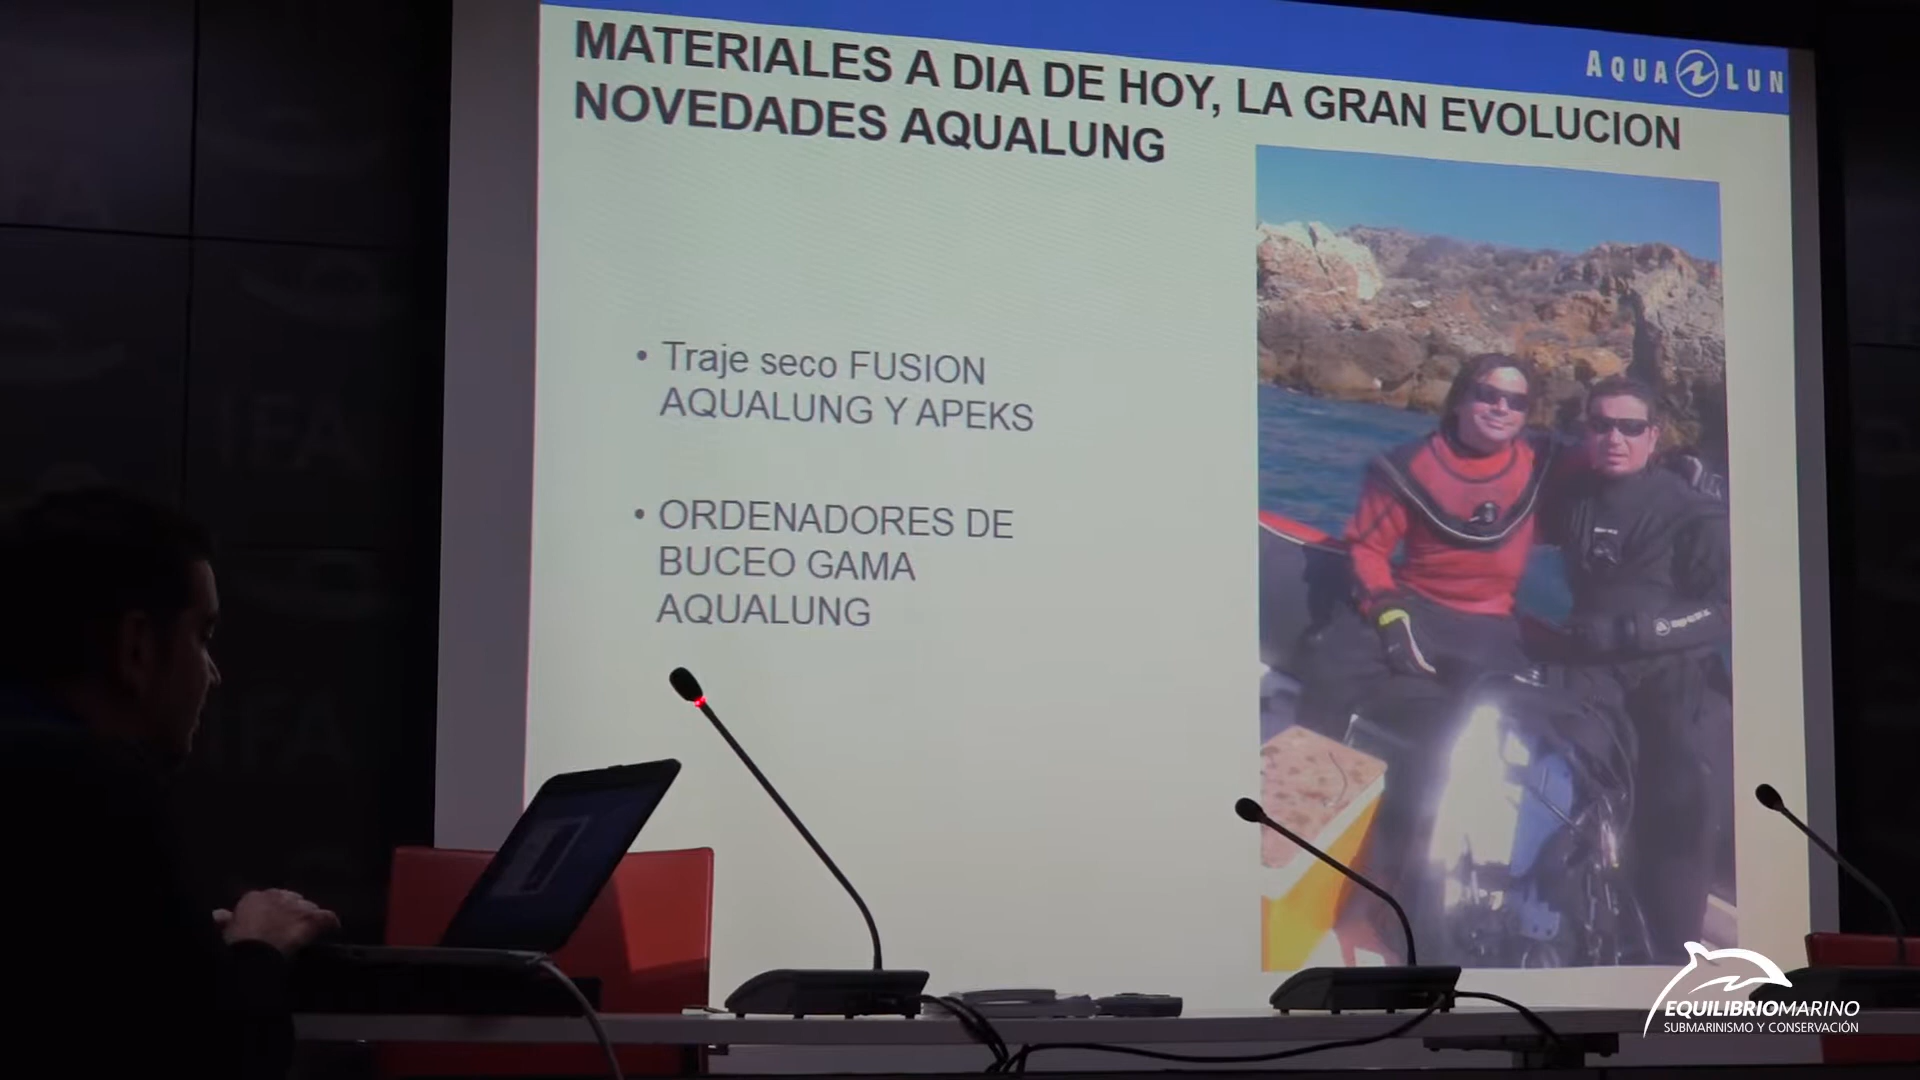 AQUA LUN
MATERIALES A DIA DE HOY, LA GRAN EVOLUCION
NOVEDADES AQUALUNG
• Traje seco FUSION
AQUALUNG Y APEKS
• ORDENADORES DE
BUCEO GAMA
AQUALUNG
EQUILIBRIOMARINO
SUBMARINISMO Y CONSERVACIÓN